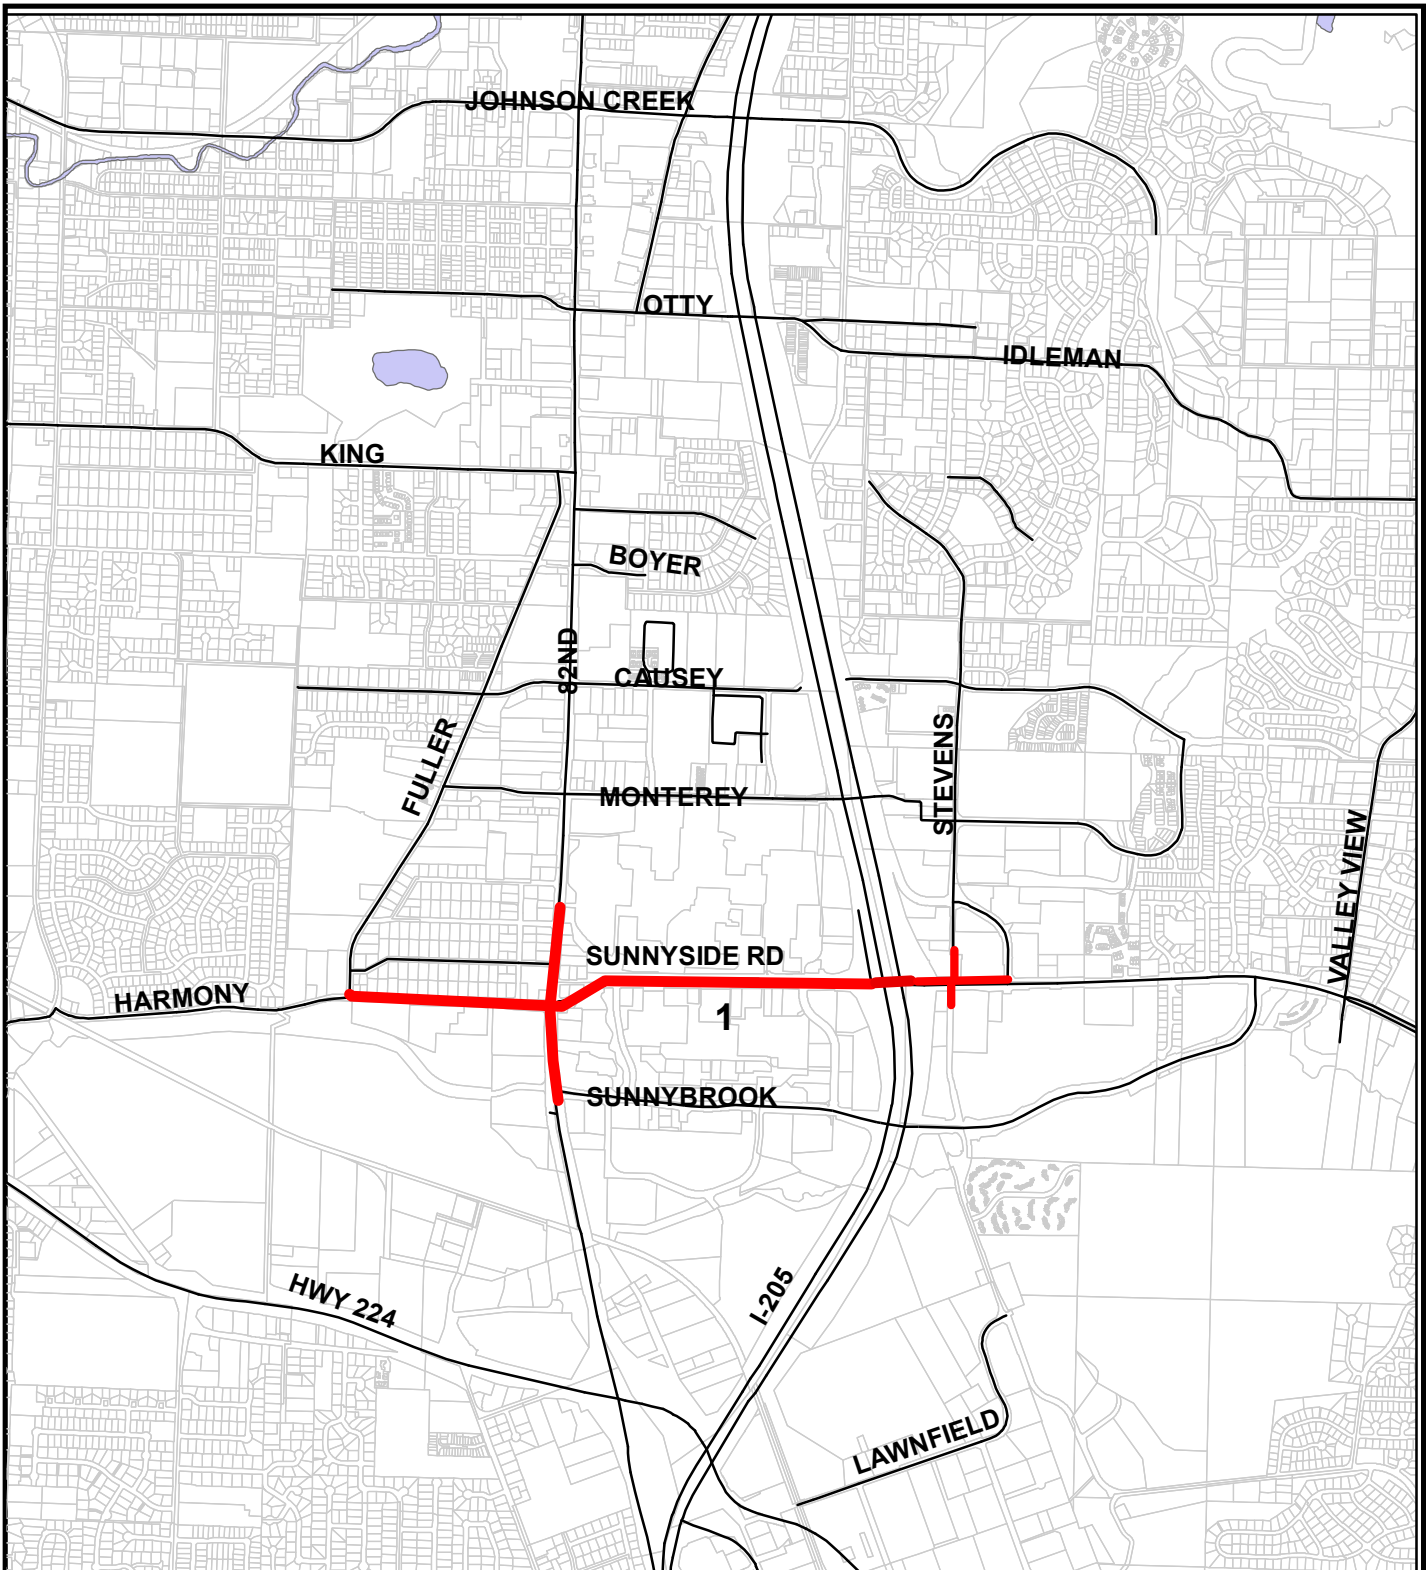 JOHNSON CREEK
OTTY
IDLEMAN
KING
BOYER
82ND
CAUSEY
FULLER
STEVENS
MONTEREY
VALLEY VIEW
SUNNYSIDE RD
HARMONY
1
SUNNYBROOK
HWY 224
I-205
LAWNFIELD